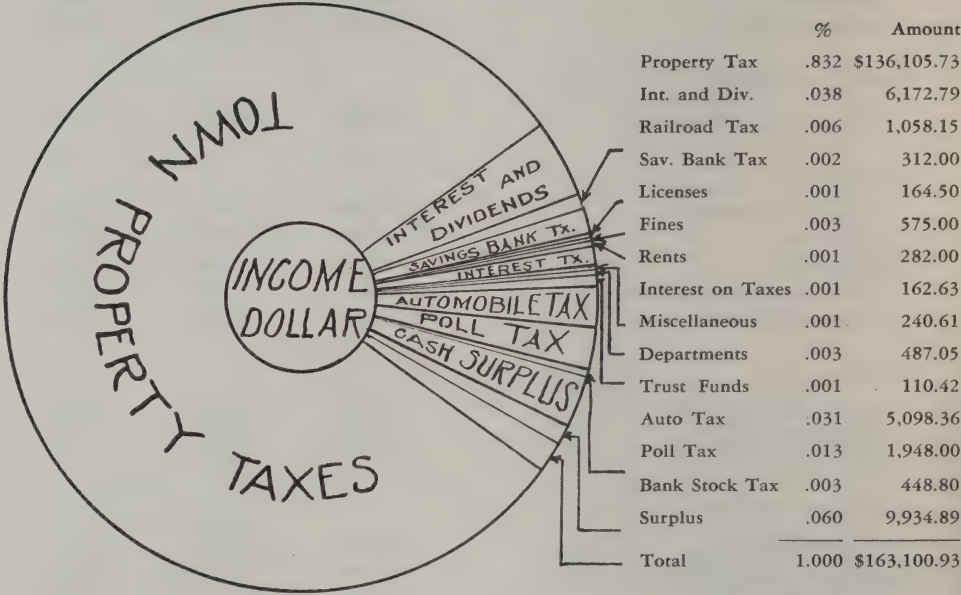 TOWN
PROPERTY
TAXES
INCOME
DOLLAR
INTEREST AND
DIVIDENDS
SAVINGS BANK TX.
INTEREST TX.
AUTOMOBILE TAX
POLL TAX
CASH SURPLUS
% Amount
Property Tax .832 $136,105.73
Int. and Div. .038 6,172.79
Railroad Tax .006 1,058.15
Sav. Bank Tax .002 312.00
Licenses .001 164.50
Fines .003 575.00
Rents .001 282.00
Interest on Taxes .001 162.63
Miscellaneous .001 240.61
Departments .003 487.05
Trust Funds .001 110.42
Auto Tax .031 5,098.36
Poll Tax .013 1,948.00
Bank Stock Tax .003 448.80
Surplus .060 9,934.89
Total 1.000 $163,100.93